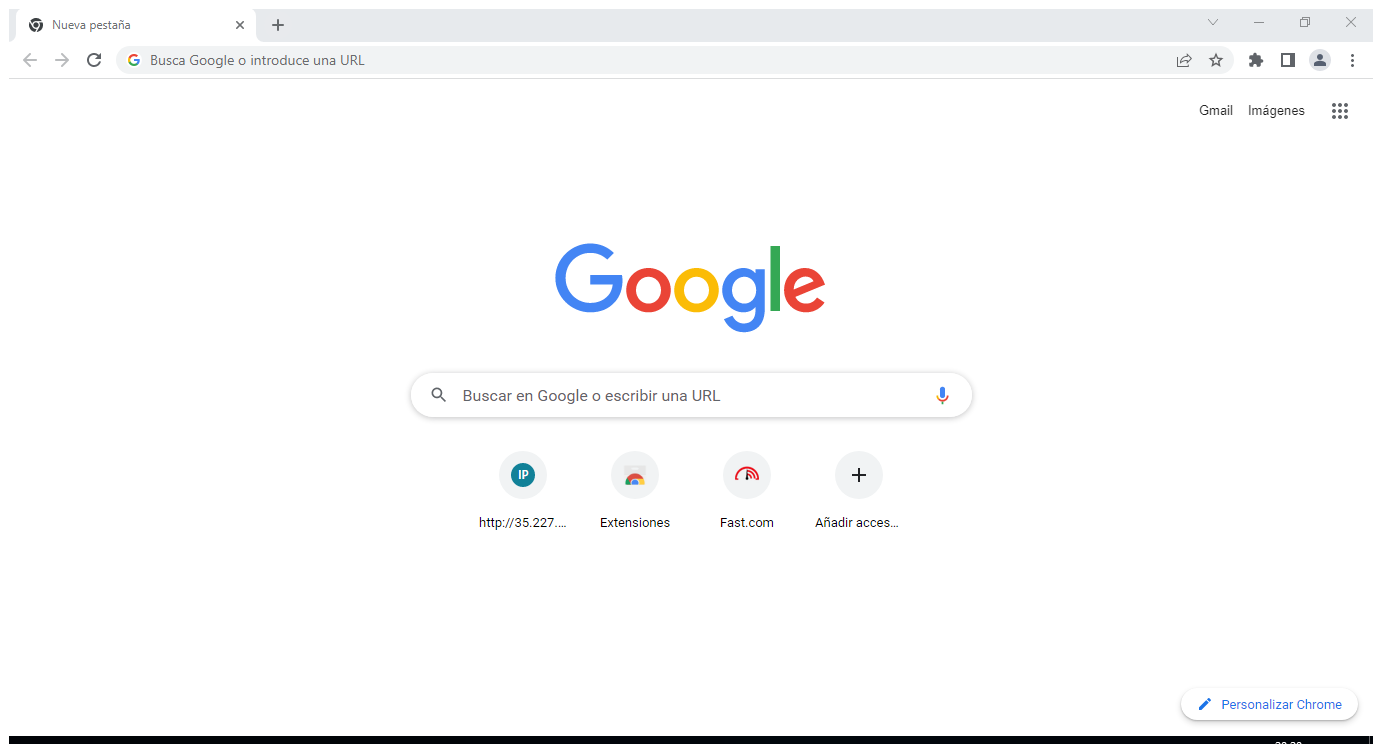 Nueva pestaña
Busca Google o introduce una URL
Gmail Imágenes
Google
Buscar en Google o escribir una URL
IP
http://35.227.... Extensiones Fast.com Añadir acces...
Personalizar Chrome